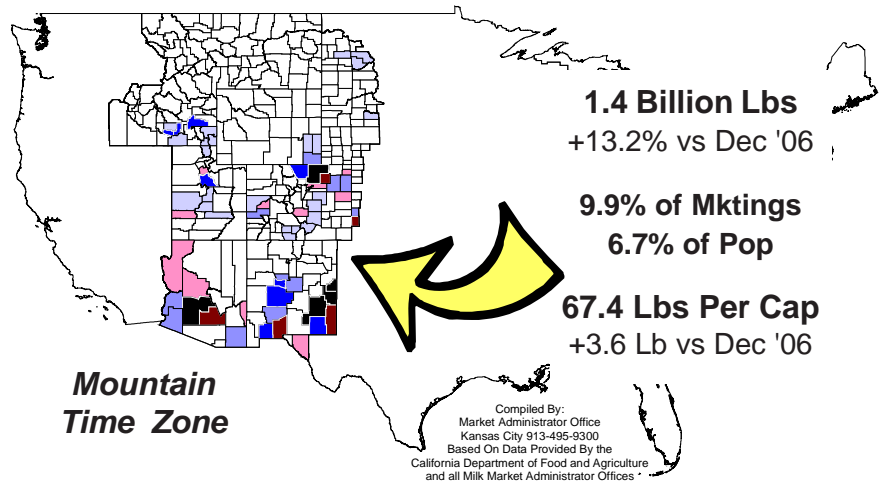 1.4 Billion Lbs
+13.2% vs Dec '06
9.9% of Mktings
6.7% of Pop
67.4 Lbs Per Cap
+3.6 Lb vs Dec '06
Mountain
Time Zone
Compiled By:
Market Administrator Office
Kansas City 913-495-9300
Based On Data Provided By the
California Department of Food and Agriculture
and all Milk Market Administrator Offices